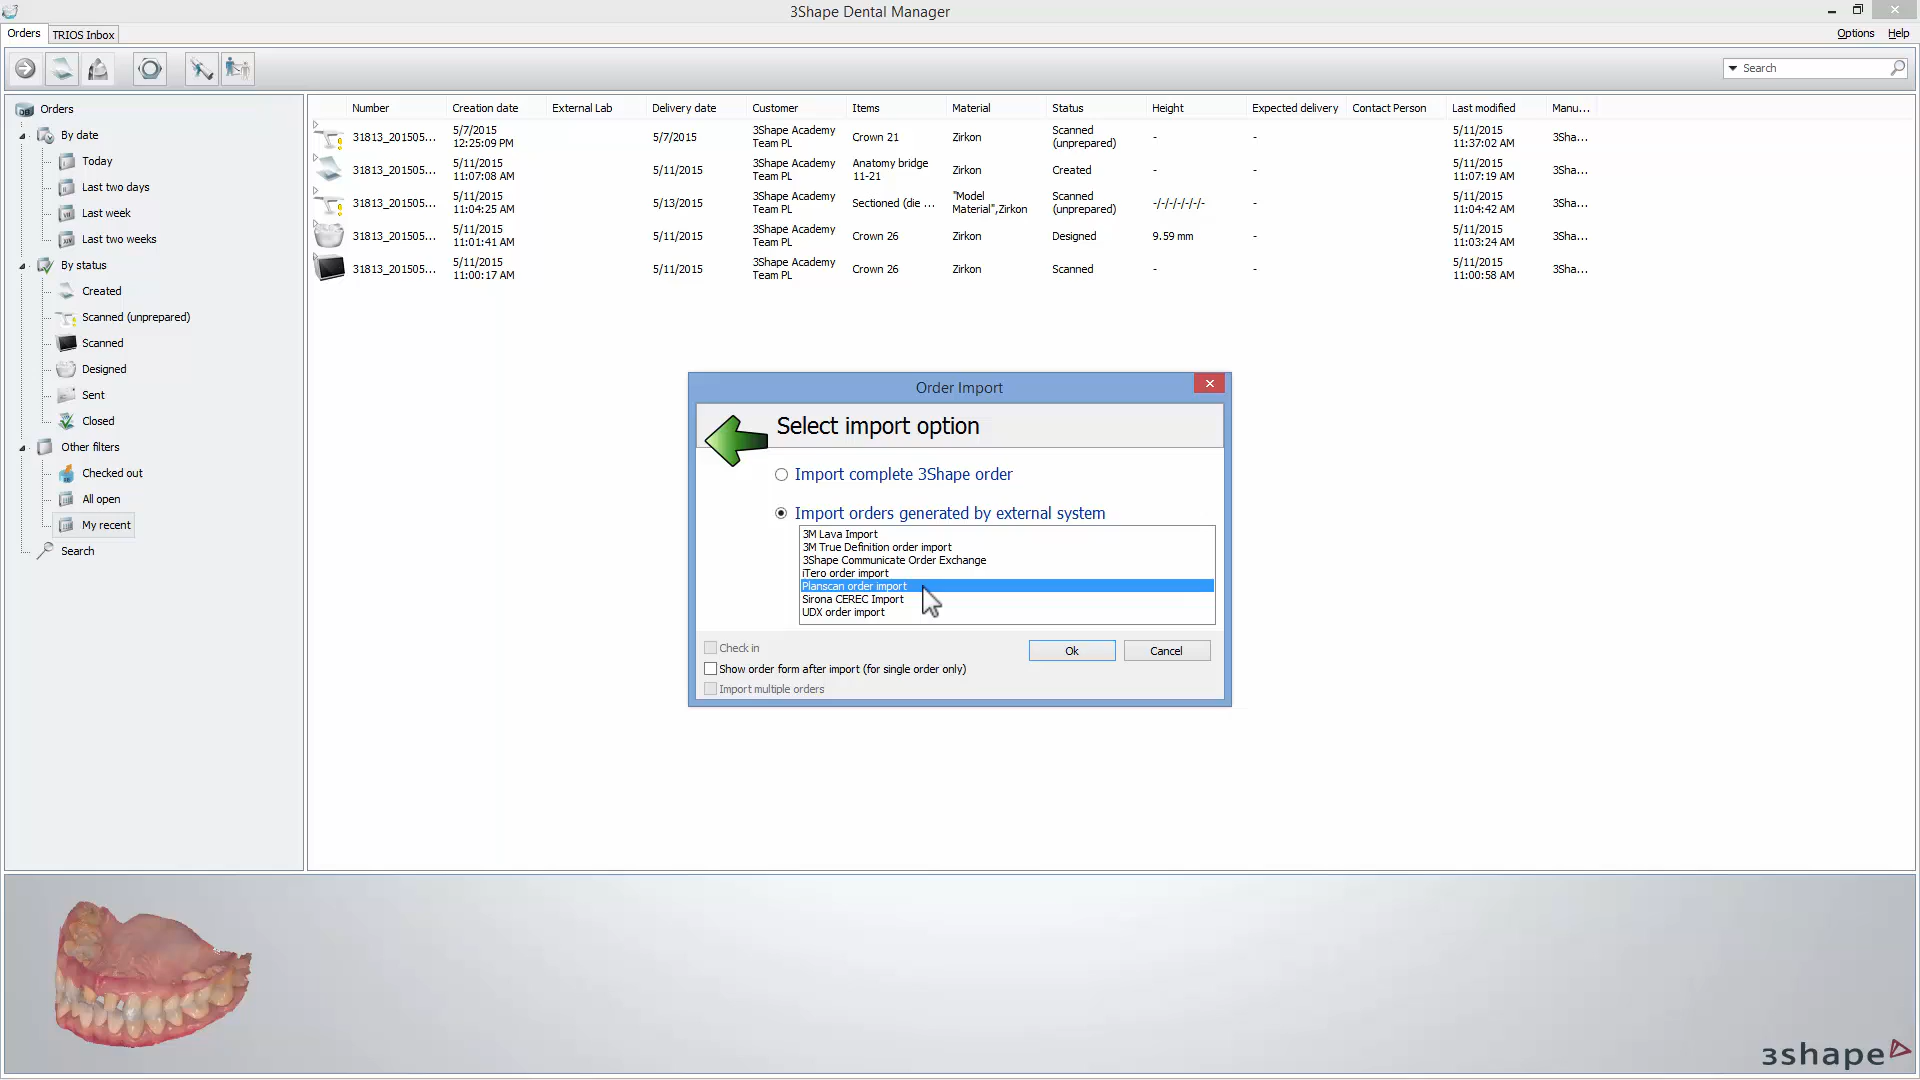 3Shape Dental Manager
Orders
TRIOS Inbox
Options
Help
Search
Orders
By date
Today
Last two days
Last week
Last two weeks
By status
Created
Scanned (unprepared)
Scanned
Designed
Sent
Closed
Other filters
Checked out
All open
My recent
Search
Number Creation date External Lab Delivery date Customer Items Material Status Height Expected delivery Contact Person Last modified Manu...
31813_201505... 5/7/2015 12:25:09 PM 5/7/2015 3Shape Academy Team PL Crown 21 Zirkon Scanned (unprepared) - - 5/11/2015 11:37:02 AM 3Sha...
31813_201505... 5/11/2015 11:07:08 AM 5/11/2015 3Shape Academy Team PL Anatomy bridge 11-21 Zirkon Created - - 5/11/2015 11:07:19 AM 3Sha...
31813_201505... 5/11/2015 11:04:25 AM 5/13/2015 3Shape Academy Team PL Sectioned (die ... "Model Material",Zirkon Scanned (unprepared) -/-/-/-/-/- - 5/11/2015 11:04:42 AM 3Sha...
31813_201505... 5/11/2015 11:01:41 AM 5/11/2015 3Shape Academy Team PL Crown 26 Zirkon Designed 9.59 mm - 5/11/2015 11:03:24 AM 3Sha...
31813_201505... 5/11/2015 11:00:17 AM 5/11/2015 3Shape Academy Team PL Crown 26 Zirkon Scanned - - 5/11/2015 11:00:58 AM 3Sha...
Order Import
Select import option
Import complete 3Shape order
Import orders generated by external system
3M Lava Import
3M True Definition order import
3Shape Communicate Order Exchange
iTero order import
Planscan order import
Sirona CEREC Import
UDX order import
Check in
Show order form after import (for single order only)
Import multiple orders
Ok
Cancel
3shape